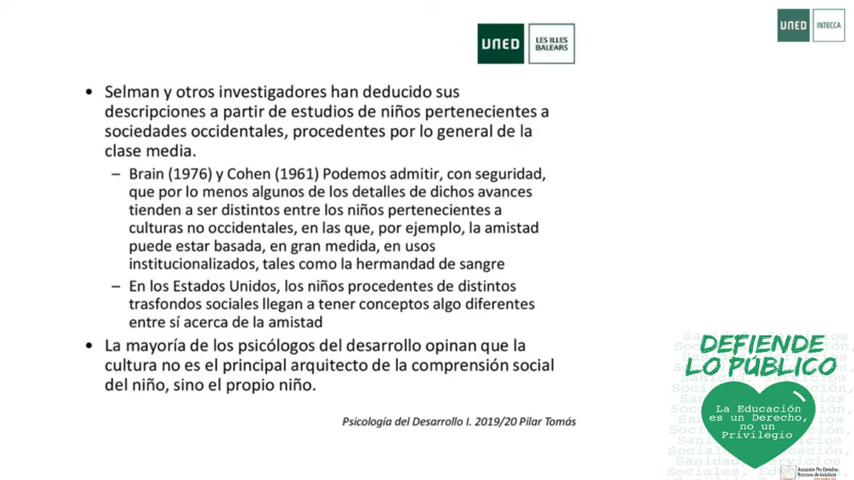 UNED
LES ILLES
BALEARS
UNED
INTECCA
• Selman y otros investigadores han deducido sus
descripciones a partir de estudios de niños pertenecientes a
sociedades occidentales, procedentes por lo general de la
clase media.
– Brain (1976) y Cohen (1961) Podemos admitir, con seguridad,
que por lo menos algunos de los detalles de dichos avances
tienden a ser distintos entre los niños pertenecientes a
culturas no occidentales, en las que, por ejemplo, la amistad
puede estar basada, en gran medida, en usos
institucionalizados, tales como la hermandad de sangre
– En los Estados Unidos, los niños procedentes de distintos
trasfondos sociales llegan a tener conceptos algo diferentes
entre sí acerca de la amistad
• La mayoría de los psicólogos del desarrollo opinan que la
cultura no es el principal arquitecto de la comprensión social
del niño, sino el propio niño.
Psicología del Desarrollo I. 2019/20 Pilar Tomás
DEFIENDE
LO PÚBLICO
La Educación
es un Derecho,
no un
Privilegio